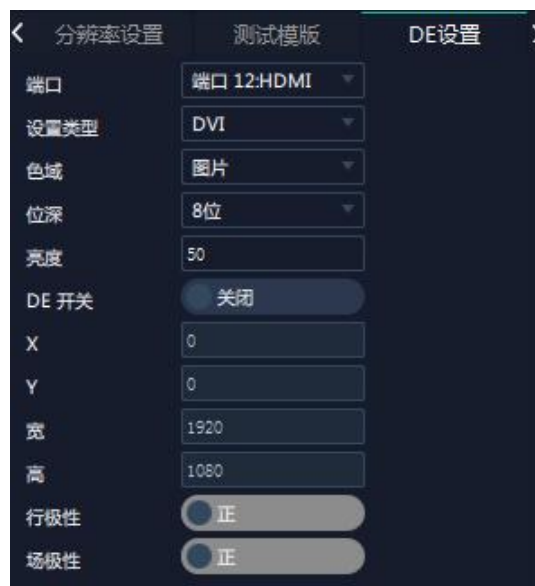 分辨率设置 测试模版 DE设置
端口 端口 12:HDMI
设置类型 DVI
色域 图片
位深 8位
亮度 50
DE 开关 关闭
X 0
Y 0
宽 1920
高 1080
行极性 正
场极性 正